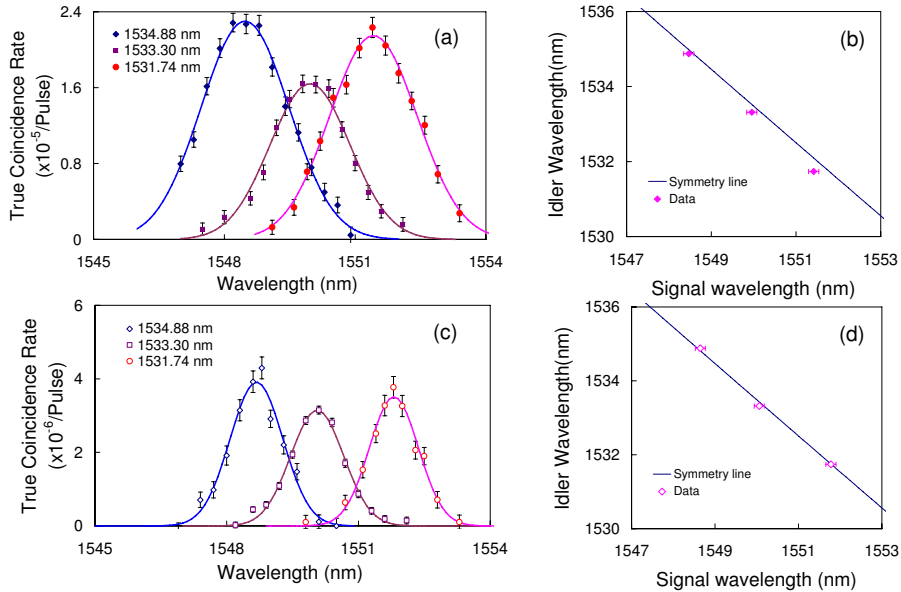 (a)
1534.88 nm
1533.30 nm
1531.74 nm
True Coincidence Rate
(x10⁻⁵/Pulse)
2.4
1.8
1.2
0.6
0
1545
1548
1551
1554
Wavelength (nm)
(b)
Idler Wavelength(nm)
1536
1534
1532
1530
Symmetry line
Data
1547
1549
1551
1553
Signal wavelength (nm)
(c)
1534.88 nm
1533.30 nm
1531.74 nm
True Coincidence Rate
(x10⁻⁶/Pulse)
6
4
2
0
1545
1548
1551
1554
Wavelength (nm)
(d)
Idler Wavelength(nm)
1536
1534
1532
1530
Symmetry line
Data
1547
1549
1551
1553
Signal wavelength (nm)